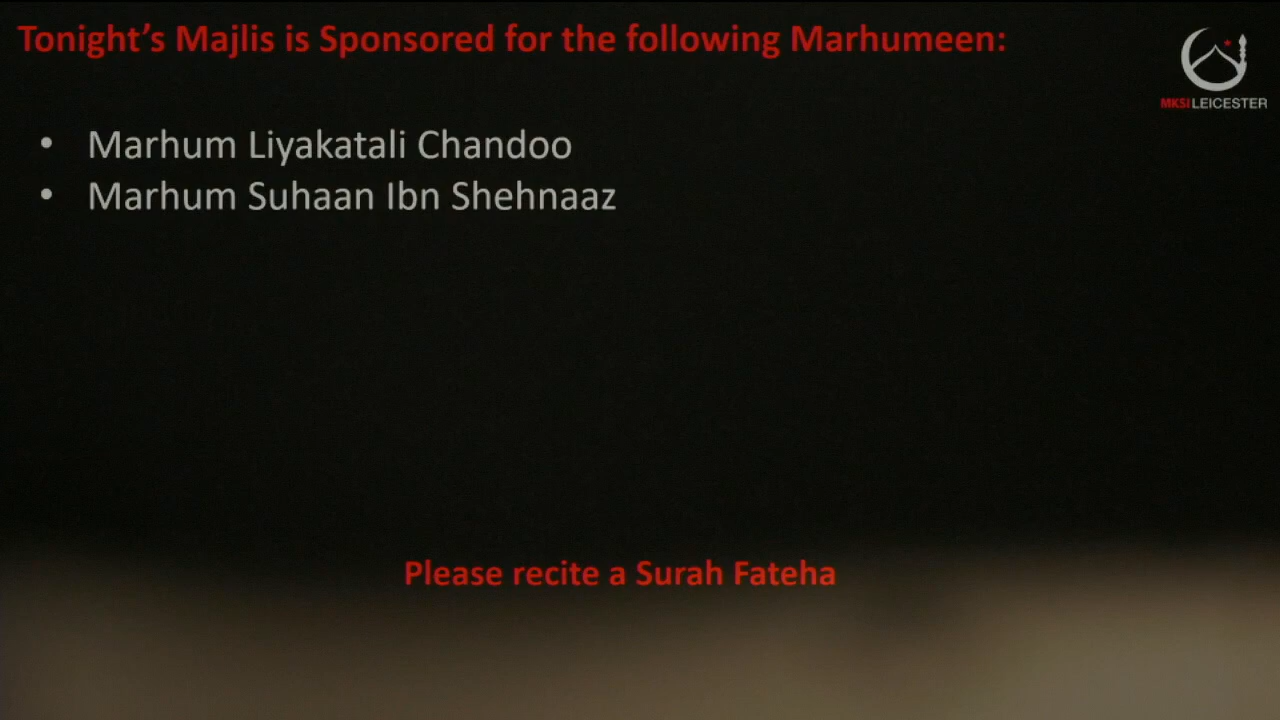 Tonight's Majlis is Sponsored for the following Marhumeen:
MKSI LEICESTER
• Marhum Liyakatali Chandoo
• Marhum Suhaan Ibn Shehnaaz
Please recite a Surah Fateha